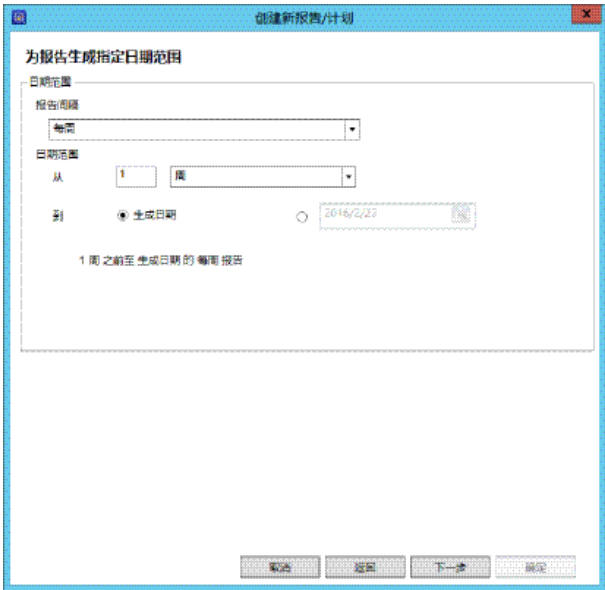 创建新报告/计划
为报告生成指定日期范围
日期范围
报告间隔
每周
日期范围
从 1 周
到 生成日期 2016/2/22
1 周 之前至 生成日期 的 每周 报告
取消 返回 下一步 确定